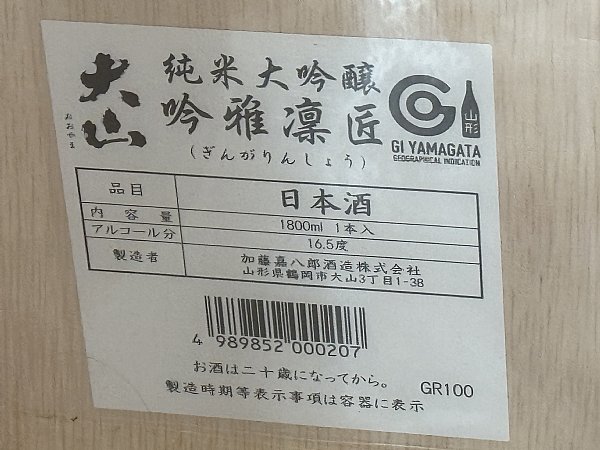 大山
おおやま
純米大吟醸
吟雅凛匠
(ぎんがりんしょう)
山形
GI YAMAGATA
GEOGRAPHICAL INDICATION
品目 日本酒
内容量 1800ml 1本入
アルコール分 16.5度
製造者 加藤嘉八郎酒造株式会社
山形県鶴岡市大山3丁目1-38
4 989852 000207
お酒は二十歳になってから。 GR100
製造時期等表示事項は容器に表示